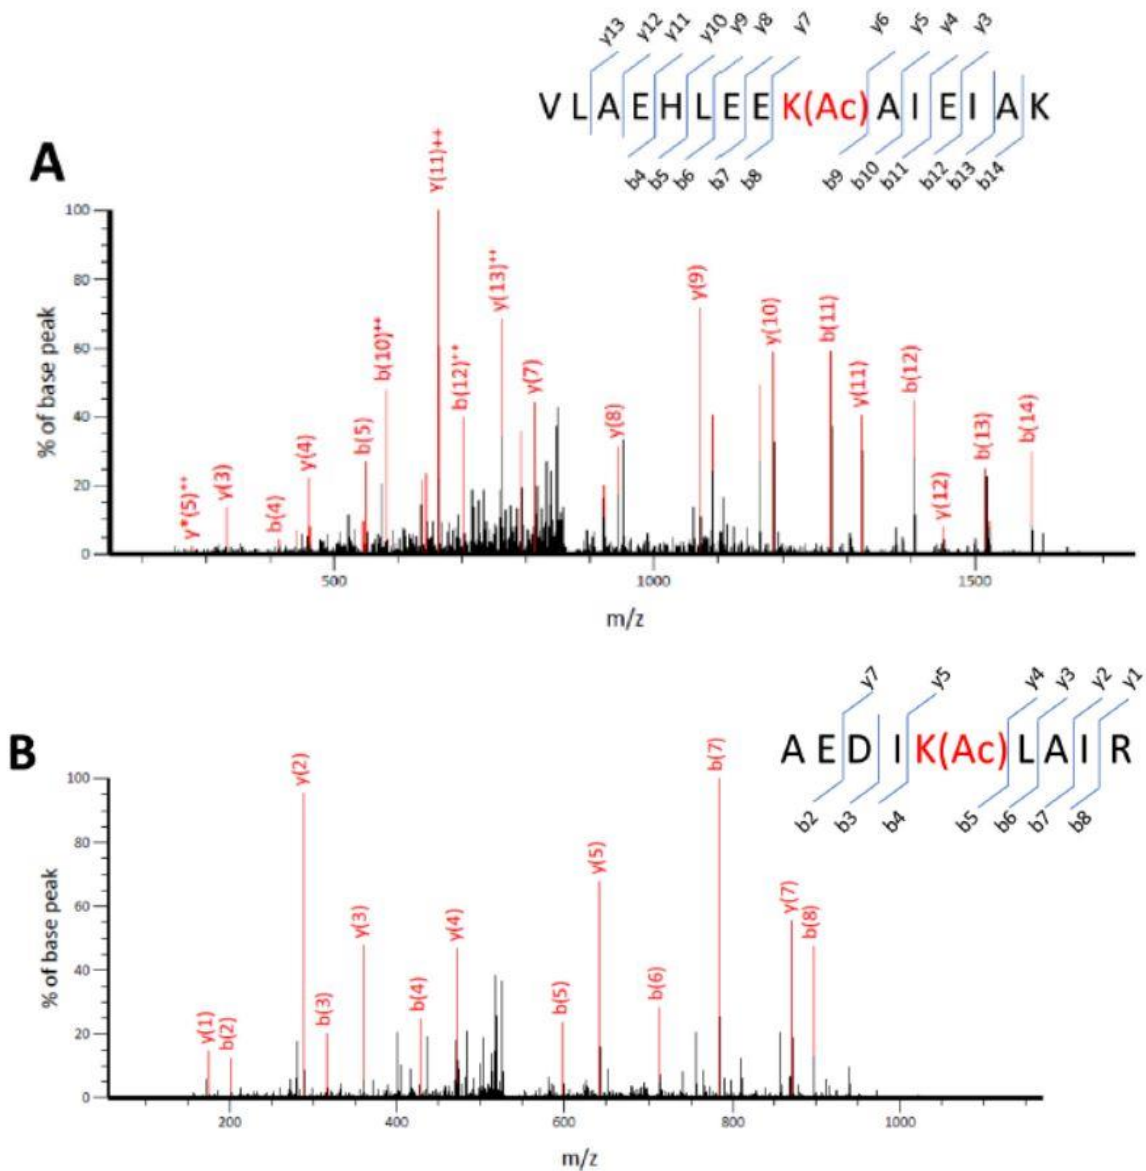 y13 y12 y11 y10 y9 y8 y7 y6 y5 y4 y3
V L A E H L E E K(Ac) A I E I A K
b4 b5 b6 b7 b8 b9 b10 b11 b12 b13 b14
A
% of base peak
100
80
60
40
20
0
y*(5)++
y(3)
b(4)
y(4)
b(5)
b(10)++
y(11)++
b(12)++
y(13)++
y(7)
y(8)
y(9)
y(10)
b(11)
y(11)
b(12)
y(12)
b(13)
b(14)
500 1000 1500
m/z
y7 y5 y4 y3 y2 y1
A E D I K(Ac) L A I R
b2 b3 b4 b5 b6 b7 b8
B
% of base peak
100
80
60
40
20
0
y(1)
b(2)
y(2)
b(3)
y(3)
b(4)
y(4)
b(5)
y(5)
b(6)
b(7)
y(7)
b(8)
200 400 600 800 1000
m/z